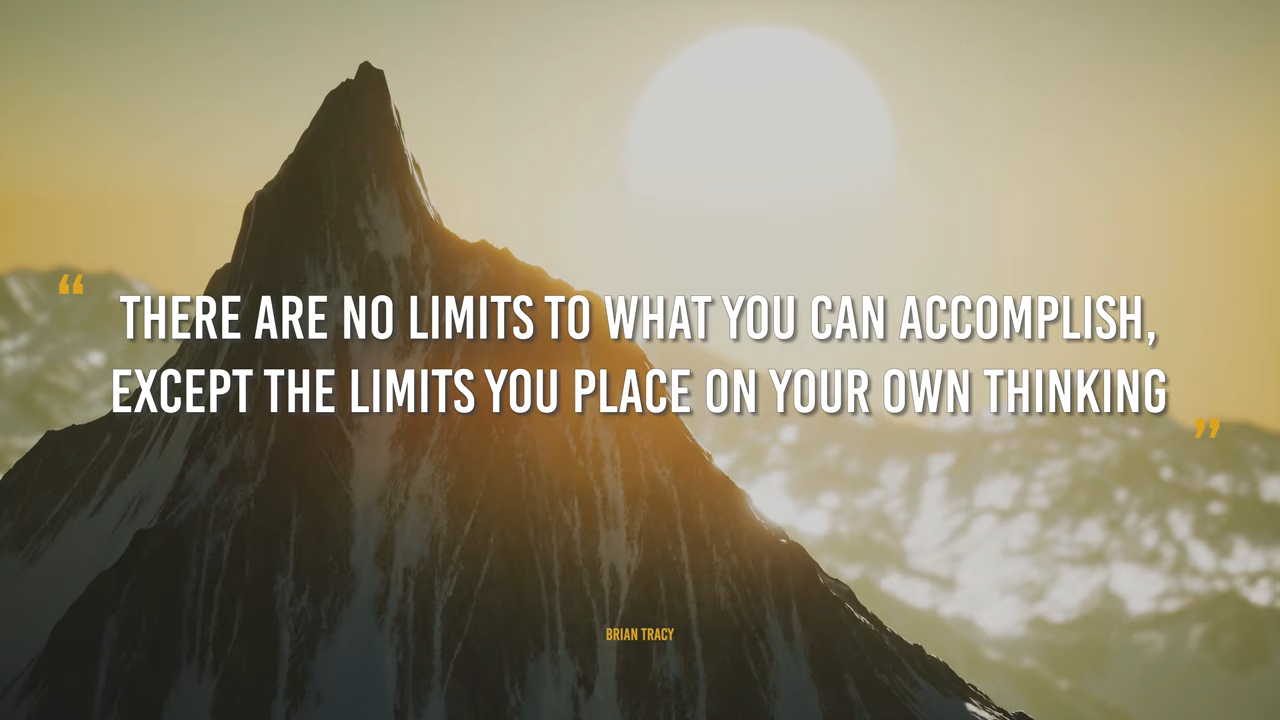 “ THERE ARE NO LIMITS TO WHAT YOU CAN ACCOMPLISH,
EXCEPT THE LIMITS YOU PLACE ON YOUR OWN THINKING ”
BRIAN TRACY